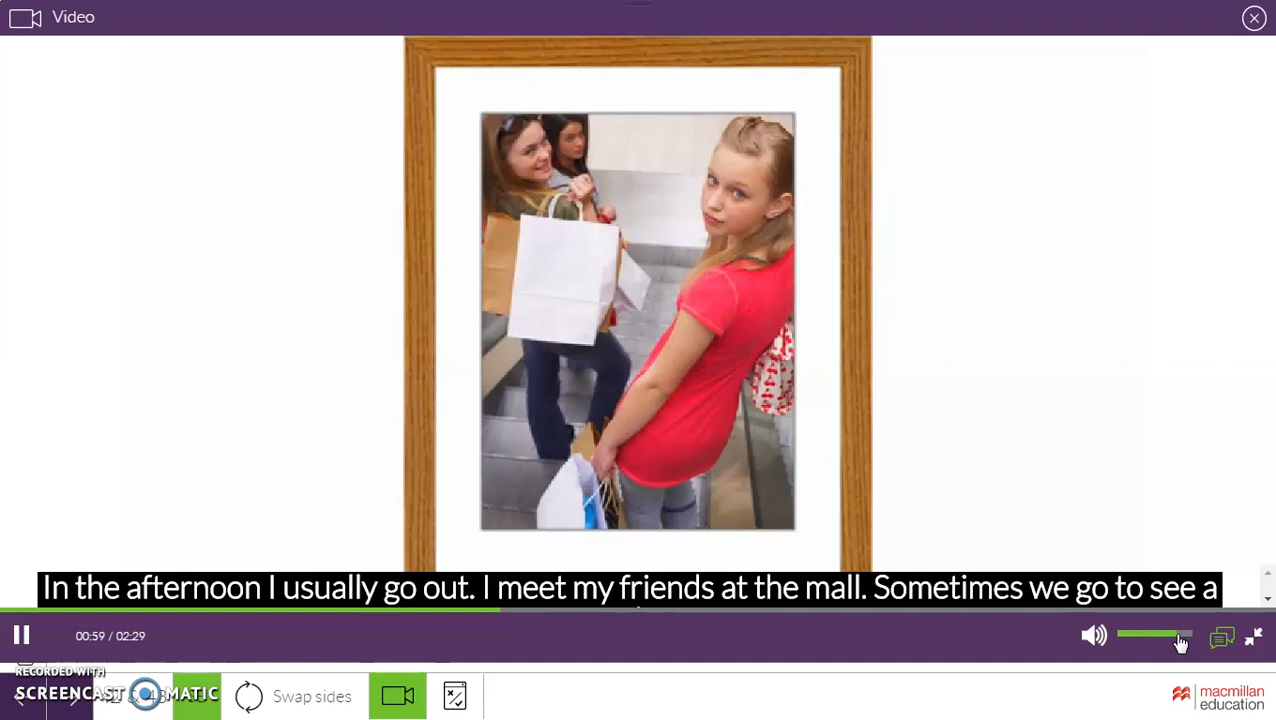 Video
In the afternoon I usually go out. I meet my friends at the mall. Sometimes we go to see a
00:59 / 02:29
RECORDED WITH
SCREENCAST MATIC
Swap sides
macmillan
education